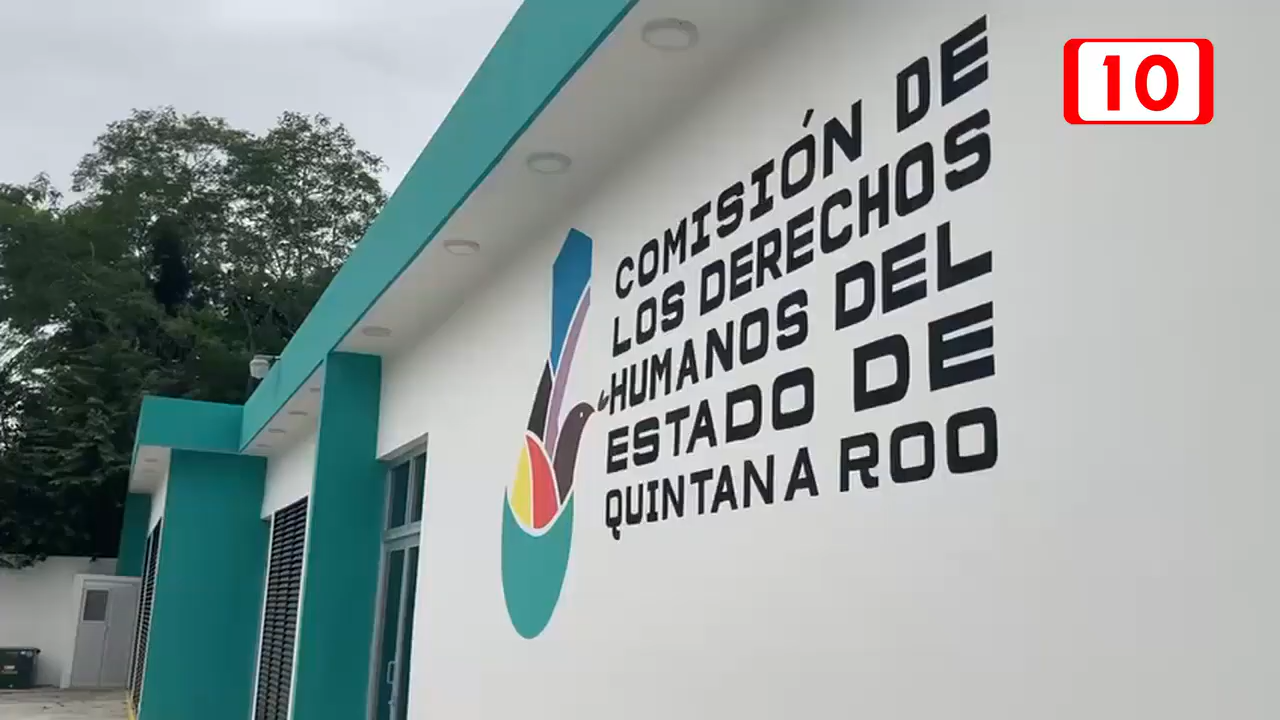 10
COMISIÓN DE
LOS DERECHOS
HUMANOS DEL
ESTADO DE
QUINTANA ROO